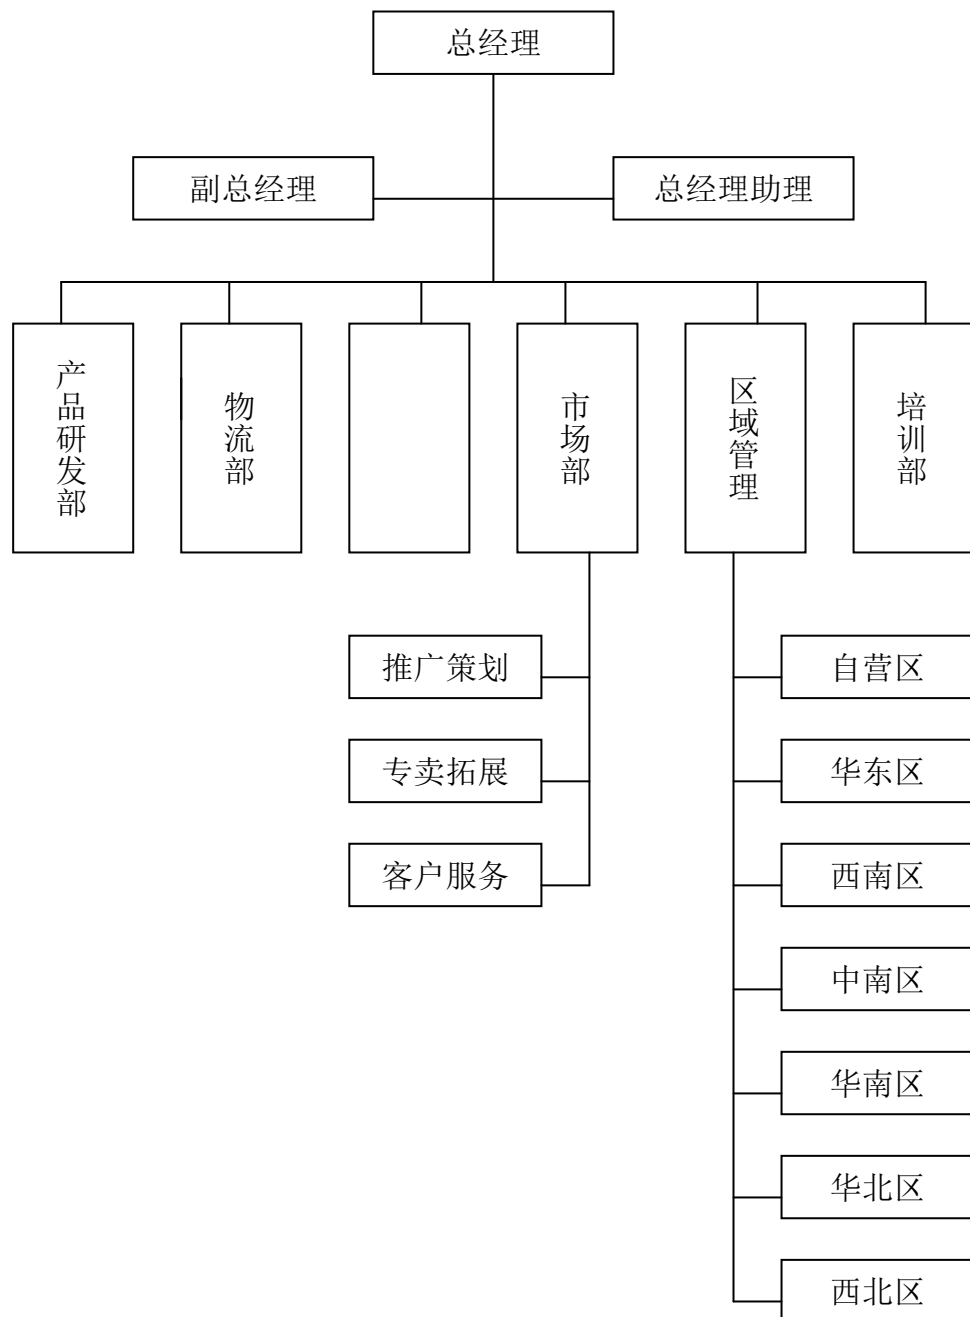 总经理
副总经理
总经理助理
产品研发部
物流部
市场部
区域管理
培训部
推广策划
专卖拓展
客户服务
自营区
华东区
西南区
中南区
华南区
华北区
西北区